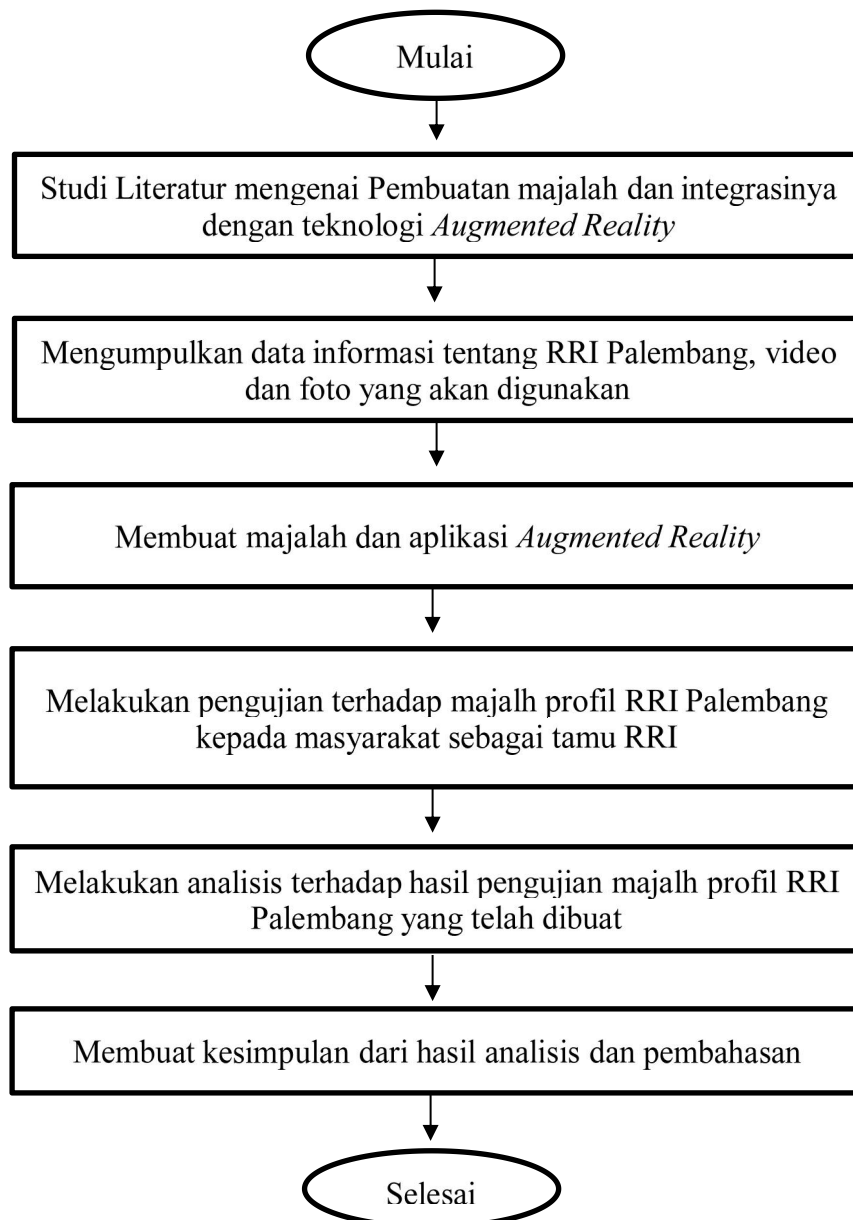 Mulai
Studi Literatur mengenai Pembuatan majalah dan integrasinya
dengan teknologi Augmented Reality
Mengumpulkan data informasi tentang RRI Palembang, video
dan foto yang akan digunakan
Membuat majalah dan aplikasi Augmented Reality
Melakukan pengujian terhadap majalh profil RRI Palembang
kepada masyarakat sebagai tamu RRI
Melakukan analisis terhadap hasil pengujian majalh profil RRI
Palembang yang telah dibuat
Membuat kesimpulan dari hasil analisis dan pembahasan
Selesai